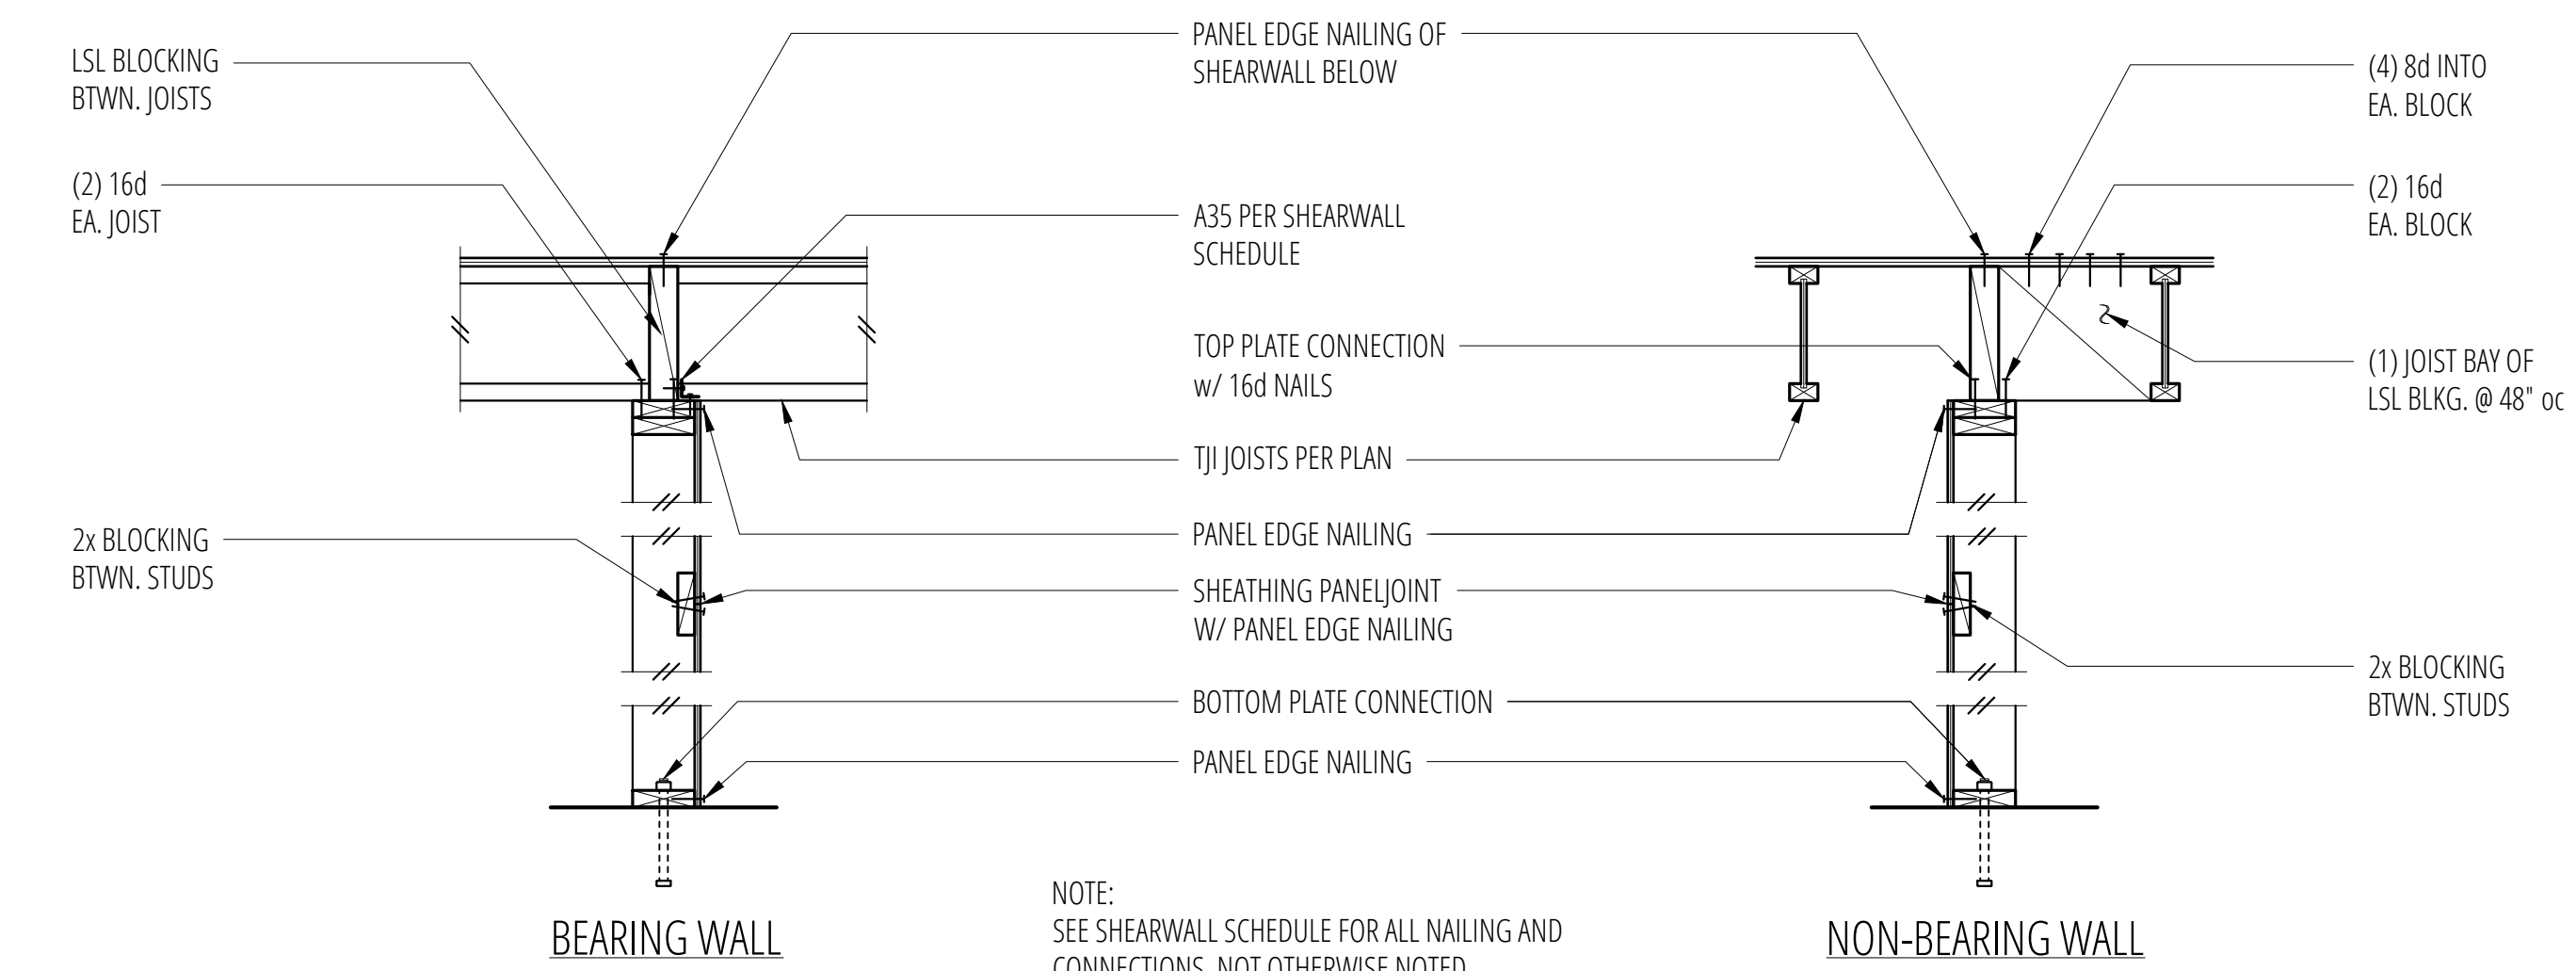 LSL BLOCKING
BTWN. JOISTS
(2) 16d
EA. JOIST
2x BLOCKING
BTWN. STUDS
PANEL EDGE NAILING OF
SHEARWALL BELOW
A35 PER SHEARWALL
SCHEDULE
TOP PLATE CONNECTION
w/ 16d NAILS
TJI JOISTS PER PLAN
PANEL EDGE NAILING
SHEATHING PANELJOINT
W/ PANEL EDGE NAILING
BOTTOM PLATE CONNECTION
PANEL EDGE NAILING
(4) 8d INTO
EA. BLOCK
(2) 16d
EA. BLOCK
(1) JOIST BAY OF
LSL BLKG. @ 48" oc
2x BLOCKING
BTWN. STUDS
BEARING WALL
NOTE:
SEE SHEARWALL SCHEDULE FOR ALL NAILING AND
CONNECTIONS, NOT OTHERWISE NOTED
NON-BEARING WALL